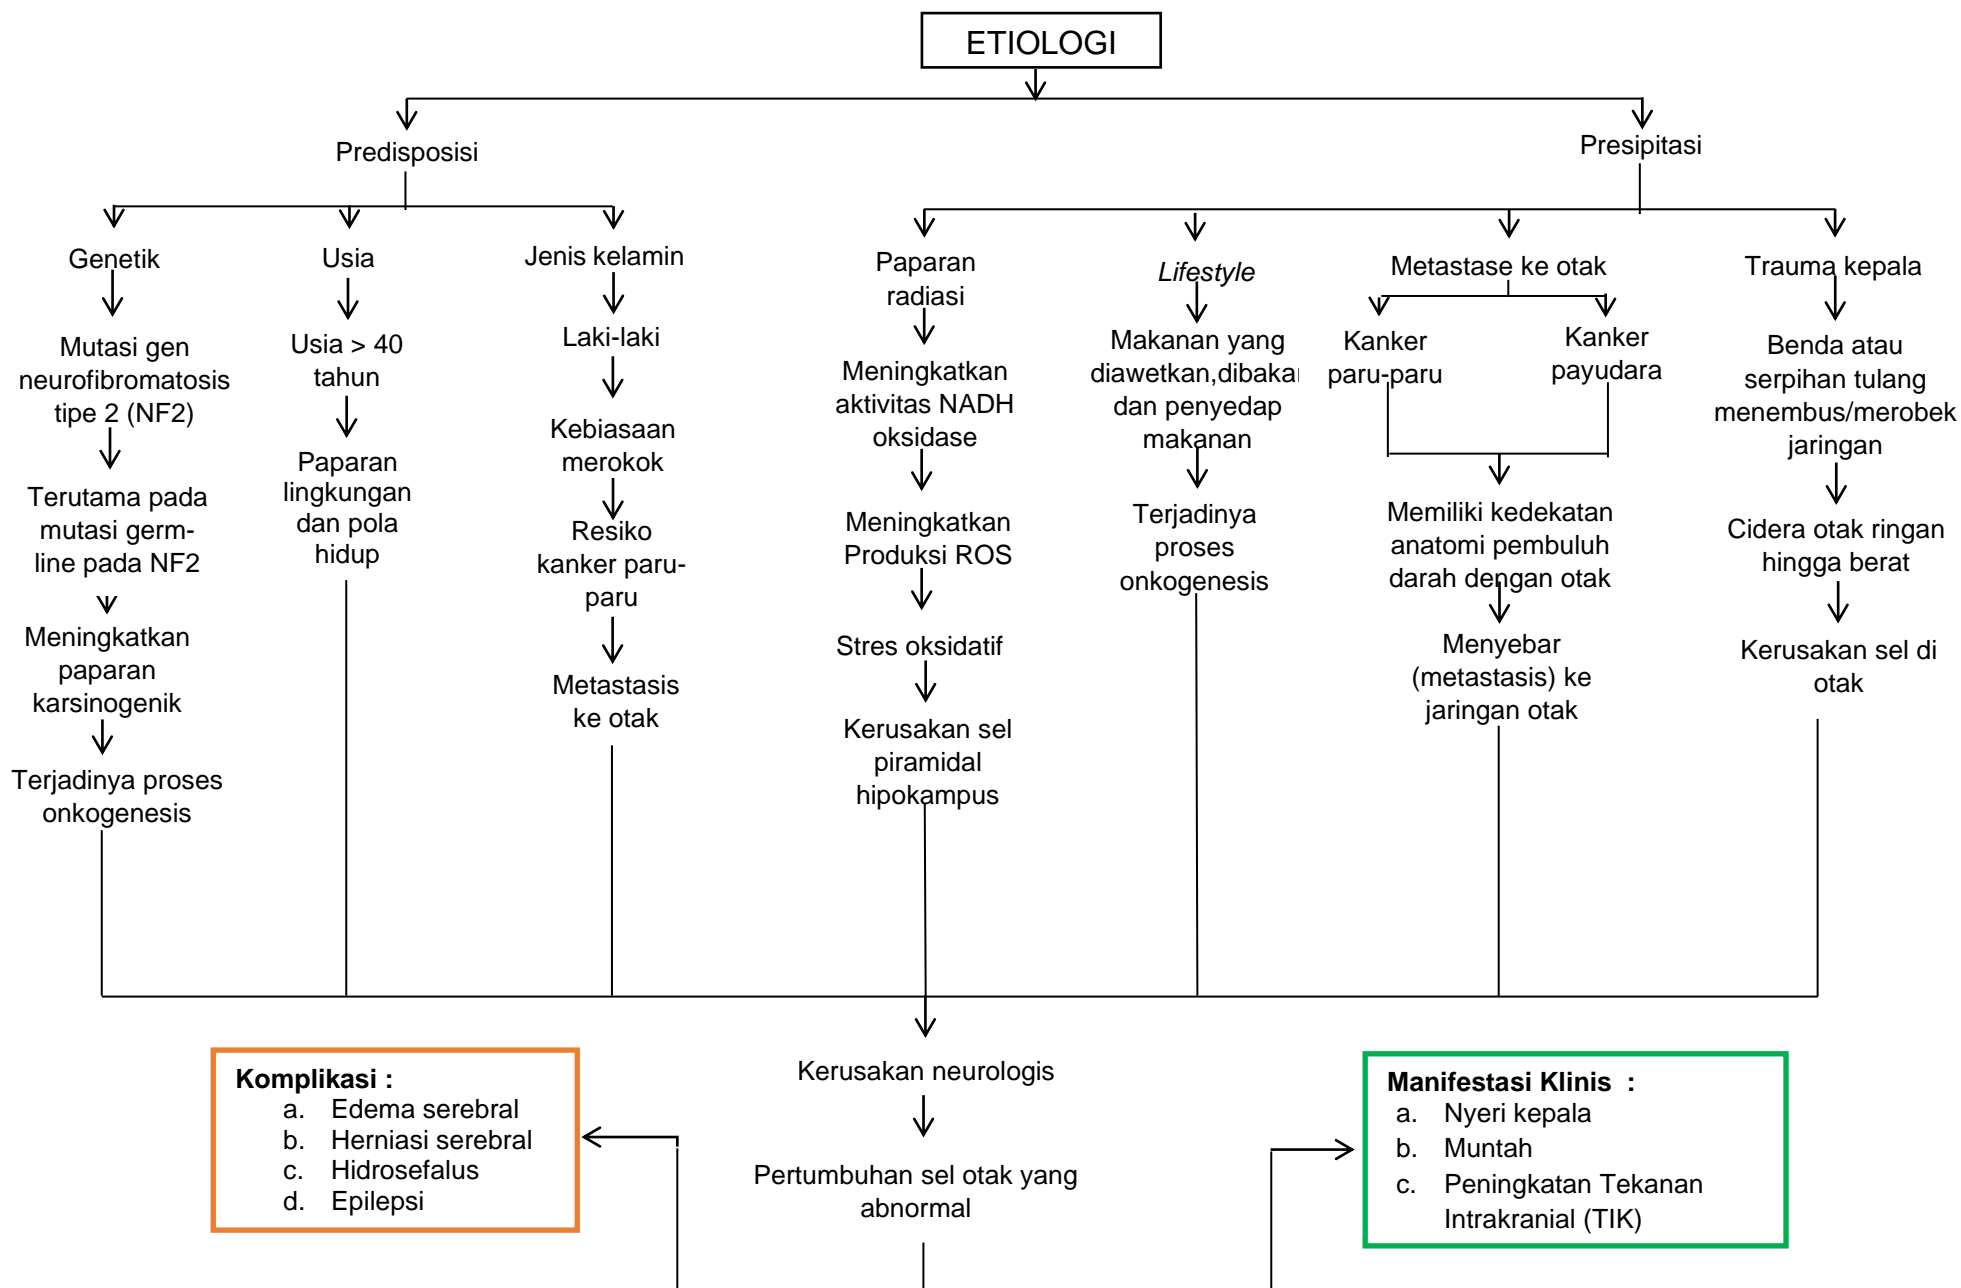 ETIOLOGI
Predisposisi
Presipitasi
Genetik
Mutasi gen
neurofibromatosis
tipe 2 (NF2)
Terutama pada
mutasi germ-
line pada NF2
Meningkatkan
paparan
karsinogenik
Terjadinya proses
onkogenesis
Usia
Usia > 40
tahun
Paparan
lingkungan
dan pola
hidup
Jenis kelamin
Laki-laki
Kebiasaan
merokok
Resiko
kanker paru-
paru
Metastasis
ke otak
Paparan
radiasi
Meningkatkan
aktivitas NADH
oksidase
Meningkatkan
Produksi ROS
Stres oksidatif
Kerusakan sel
piramidal
hipokampus
Lifestyle
Makanan yang
diawetkan,dibakar
dan penyedap
makanan
Terjadinya
proses
onkogenesis
Metastase ke otak
Kanker
paru-paru
Kanker
payudara
Memiliki kedekatan
anatomi pembuluh
darah dengan otak
Menyebar
(metastasis) ke
jaringan otak
Trauma kepala
Benda atau
serpihan tulang
menembus/merobek
jaringan
Cidera otak ringan
hingga berat
Kerusakan sel di
otak
Kerusakan neurologis
Pertumbuhan sel otak yang
abnormal
Komplikasi :
a. Edema serebral
b. Herniasi serebral
c. Hidrosefalus
d. Epilepsi
Manifestasi Klinis :
a. Nyeri kepala
b. Muntah
c. Peningkatan Tekanan
Intrakranial (TIK)